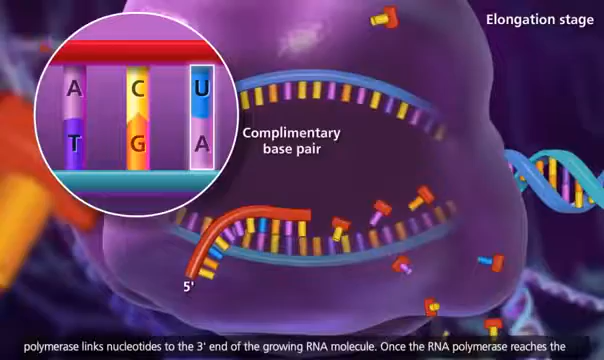 Elongation stage
A C U
T G A
Complimentary
base pair
5'
polymerase links nucleotides to the 3' end of the growing RNA molecule. Once the RNA polymerase reaches the